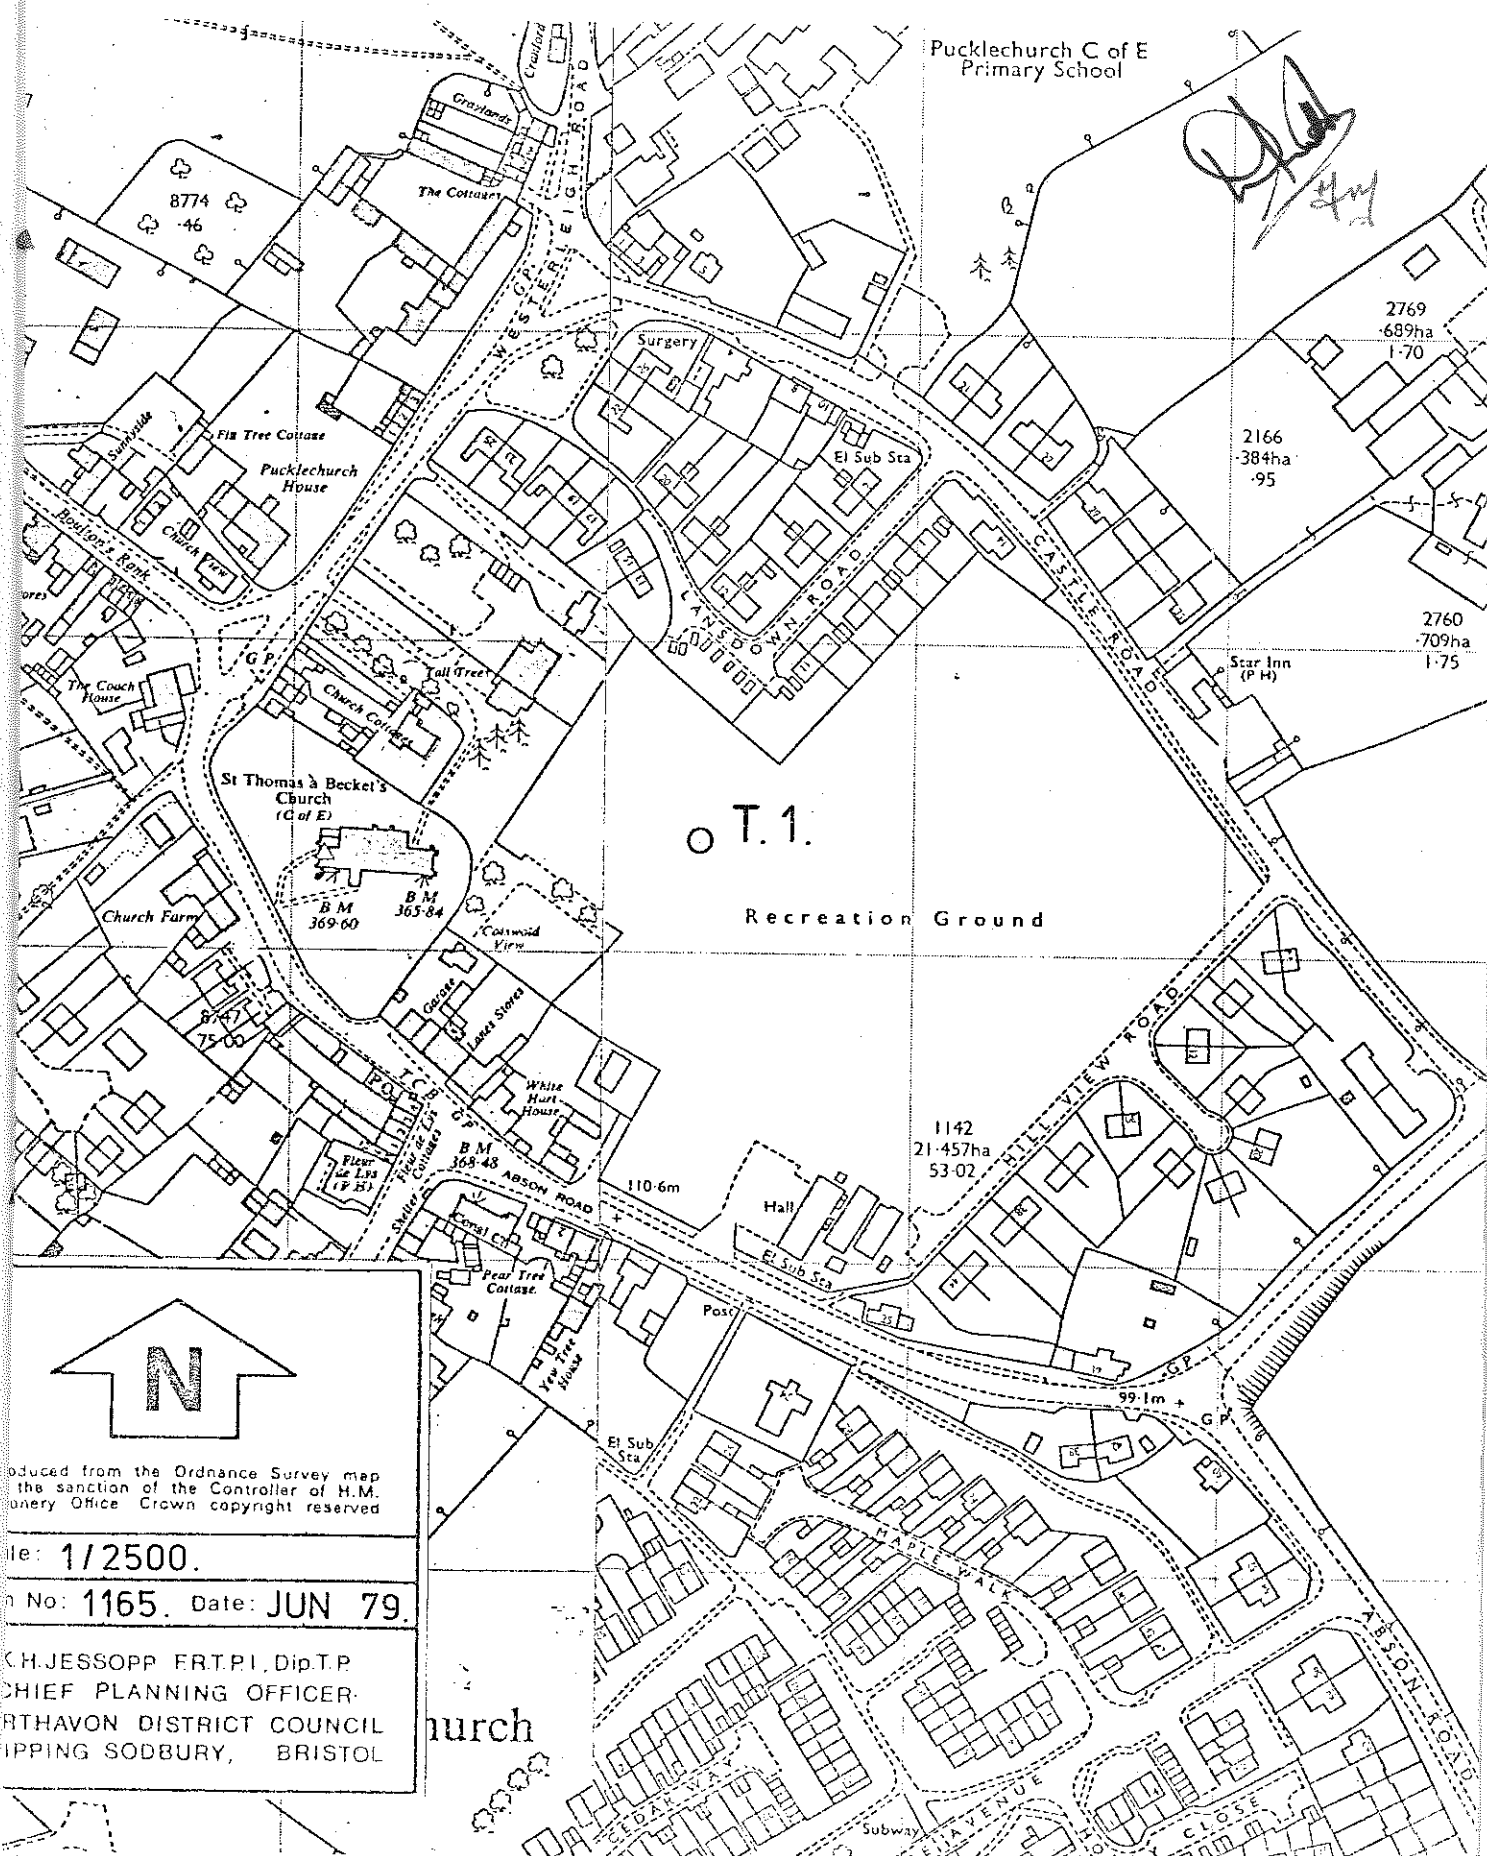 Pucklechurch C of E
Primary School
Cranford
WESTERLEIGH ROAD
Graylands
8774
·46
The Cottages
GP
2769
·689ha
1·70
Surgery
Sunnyside
Fig Tree Cottage
Pucklechurch
House
El Sub Sta
2166
·384ha
·95
Church
View
LANSDOWN ROAD
CASTLE ROAD
2760
·709ha
1·75
GP
Tall Trees
Star Inn
(P H)
The Coach
House
Church Cottages
St Thomas à Becket's
Church
(C of E)
T.1.
B M
369·60
B M
365·84
Church Farm
Cotswold
View
Recreation Ground
Garage
Lanes Stores
8747
75·00
HILL VIEW ROAD
PO
TCB
GP
White
Hart
House
1142
21·457ha
53·02
Fleur de Lys
Cottages
B M
368·48
Fleur
de Lys
(P H)
ABSON ROAD
110·6m
Hall
Shelter
El Sub Sta
Pear Tree
Cottage
Post
Yew Tree
House
GP
99·1m
GP
N
El Sub
Sta
oduced from the Ordnance Survey map
the sanction of the Controller of H.M.
onery Office Crown copyright reserved
le: 1/2500.
No: 1165. Date: JUN 79.
MAPLE WALK
ABSON ROAD
K.H.JESSOPP F.R.T.P.I., Dip.T.P.
CHIEF PLANNING OFFICER
RTHAVON DISTRICT COUNCIL
IPPING SODBURY, BRISTOL
hurch
CEDAR WAY
Subway
AVENUE
CLOSE